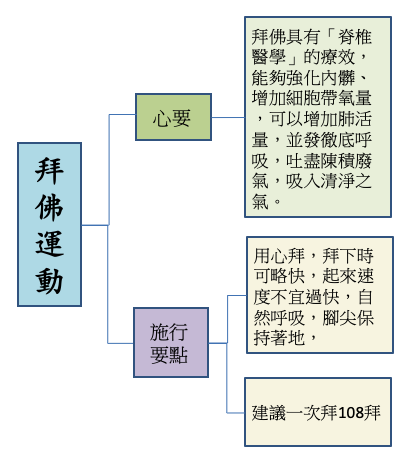 拜佛運動
心要
拜佛具有「脊椎
醫學」的療效，
能夠強化內髒、
增加細胞帶氧量
，可以增加肺活
量，並發徹底呼
吸，吐盡陳積廢
氣，吸入清淨之
氣。
施行
要點
用心拜，拜下時
可略快，起來速
度不宜過快，自
然呼吸，腳尖保
持著地，
建議一次拜108拜